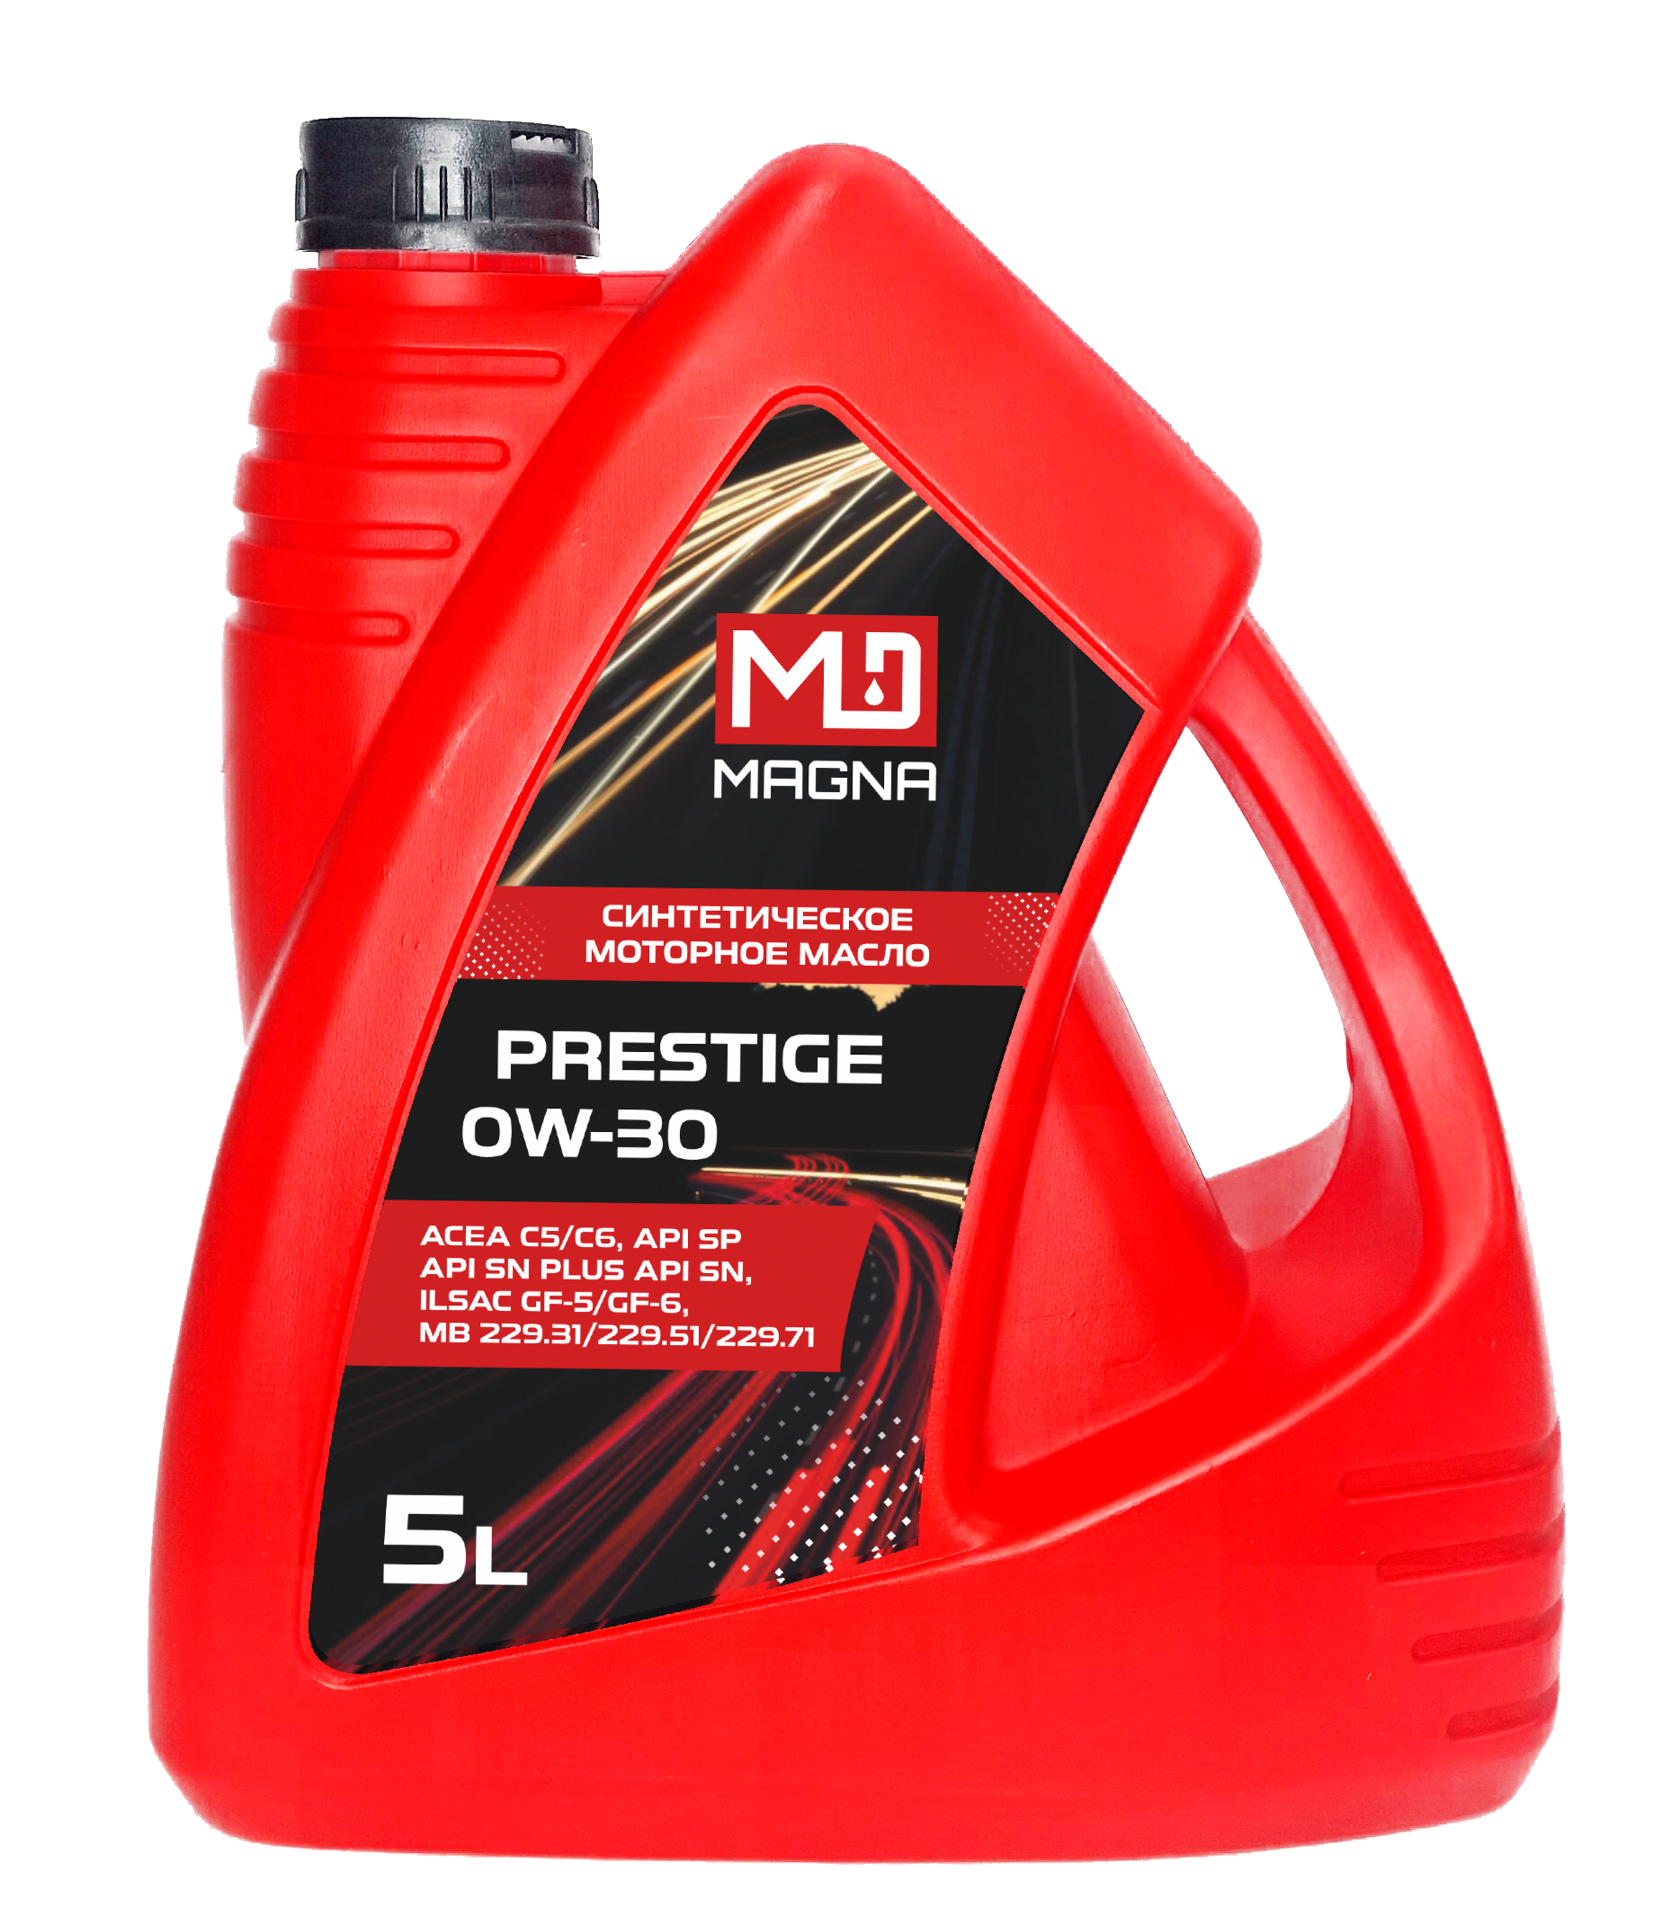 MD
MAGNA
СИНТЕТИЧЕСКОЕ
МОТОРНОЕ МАСЛО
PRESTIGE
0W-30
ACEA C5/C6, API SP
API SN PLUS API SN,
ILSAC GF-5/GF-6,
MB 229.31/229.51/229.71
5L